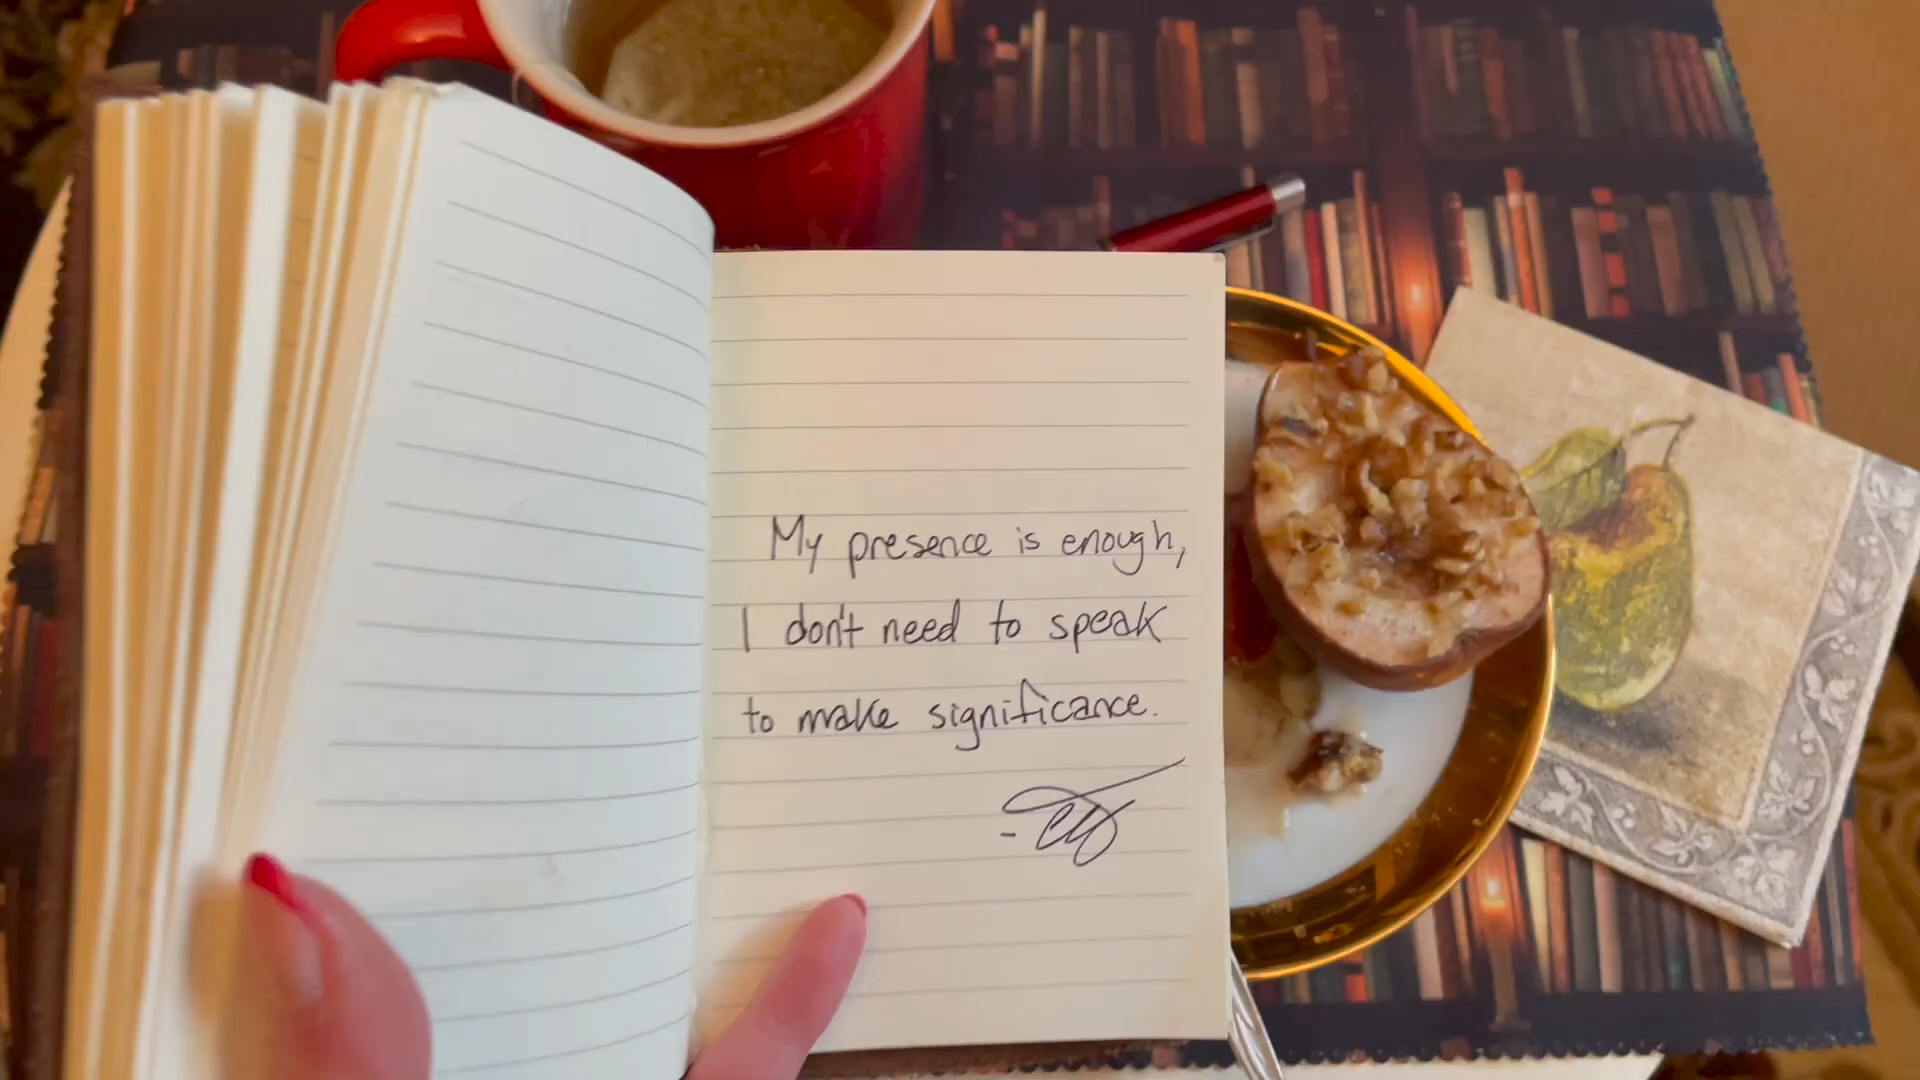 My presence is enough,
I don't need to speak
to make significance.